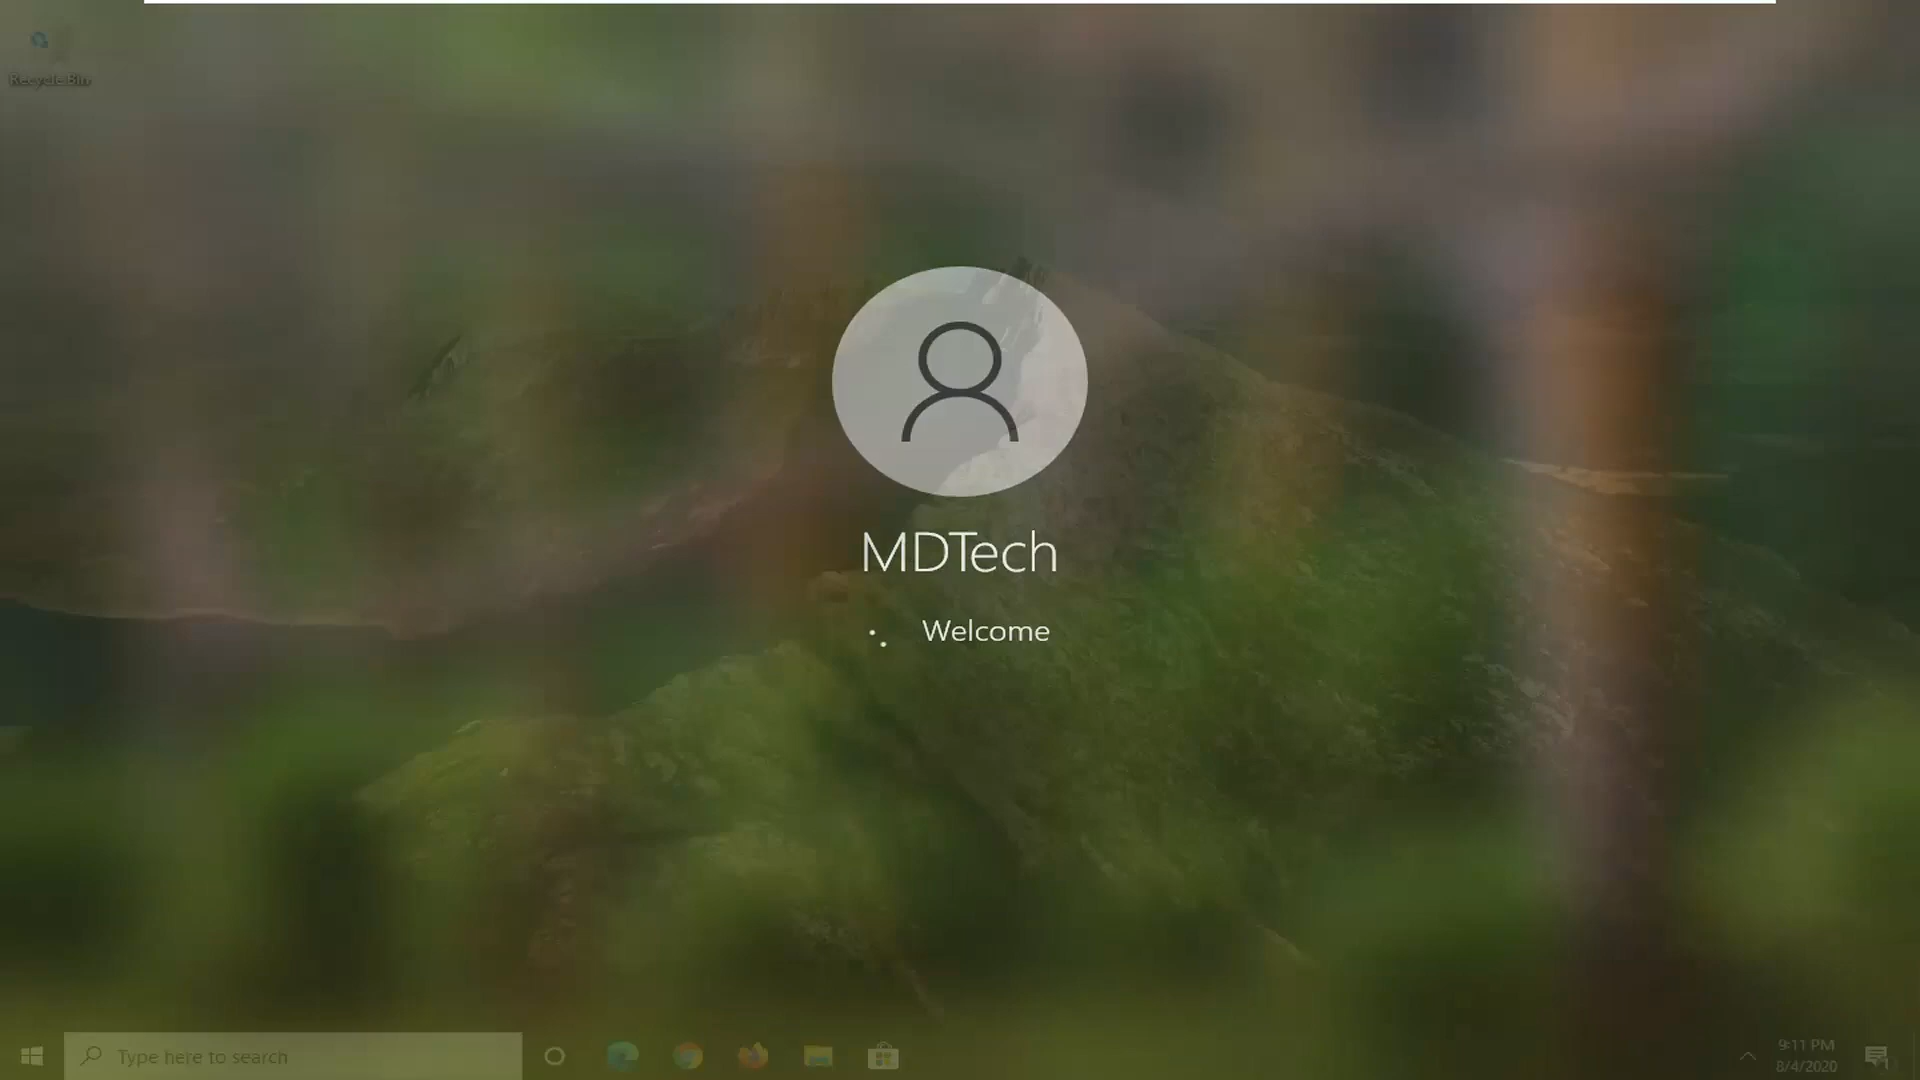 Recycle Bin
MDTech
Welcome
Type here to search
9:11 PM
8/4/2020